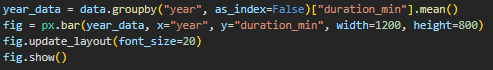 year_data = data.groupby("year", as_index=False)["duration_min"].mean()
fig = px.bar(year_data, x="year", y="duration_min", width=1200, height=800)
fig.update_layout(font_size=20)
fig.show()